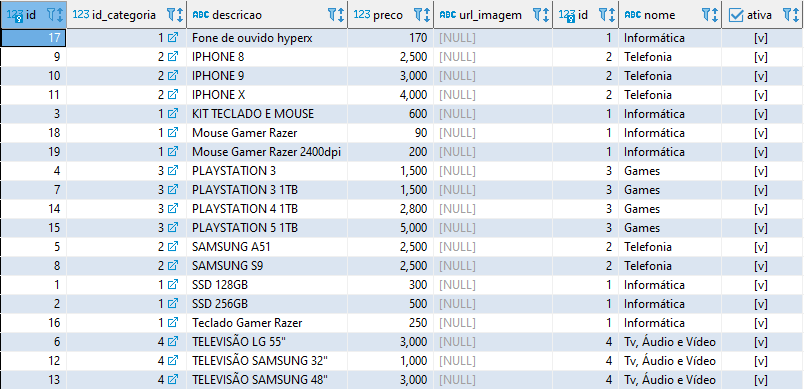 123 id 123 id_categoria ABC descricao 123 preco ABC url_imagem 123 id ABC nome ativa
17 1 Fone de ouvido hyperx 170 [NULL] 1 Informática [v]
9 2 IPHONE 8 2,500 [NULL] 2 Telefonia [v]
10 2 IPHONE 9 3,000 [NULL] 2 Telefonia [v]
11 2 IPHONE X 4,000 [NULL] 2 Telefonia [v]
3 1 KIT TECLADO E MOUSE 600 [NULL] 1 Informática [v]
18 1 Mouse Gamer Razer 90 [NULL] 1 Informática [v]
19 1 Mouse Gamer Razer 2400dpi 200 [NULL] 1 Informática [v]
4 3 PLAYSTATION 3 1,500 [NULL] 3 Games [v]
7 3 PLAYSTATION 3 1TB 1,500 [NULL] 3 Games [v]
14 3 PLAYSTATION 4 1TB 2,800 [NULL] 3 Games [v]
15 3 PLAYSTATION 5 1TB 5,000 [NULL] 3 Games [v]
5 2 SAMSUNG A51 2,500 [NULL] 2 Telefonia [v]
8 2 SAMSUNG S9 2,500 [NULL] 2 Telefonia [v]
1 1 SSD 128GB 300 [NULL] 1 Informática [v]
2 1 SSD 256GB 500 [NULL] 1 Informática [v]
16 1 Teclado Gamer Razer 250 [NULL] 1 Informática [v]
6 4 TELEVISÃO LG 55" 3,000 [NULL] 4 Tv, Áudio e Vídeo [v]
12 4 TELEVISÃO SAMSUNG 32" 1,000 [NULL] 4 Tv, Áudio e Vídeo [v]
13 4 TELEVISÃO SAMSUNG 48" 3,000 [NULL] 4 Tv, Áudio e Vídeo [v]